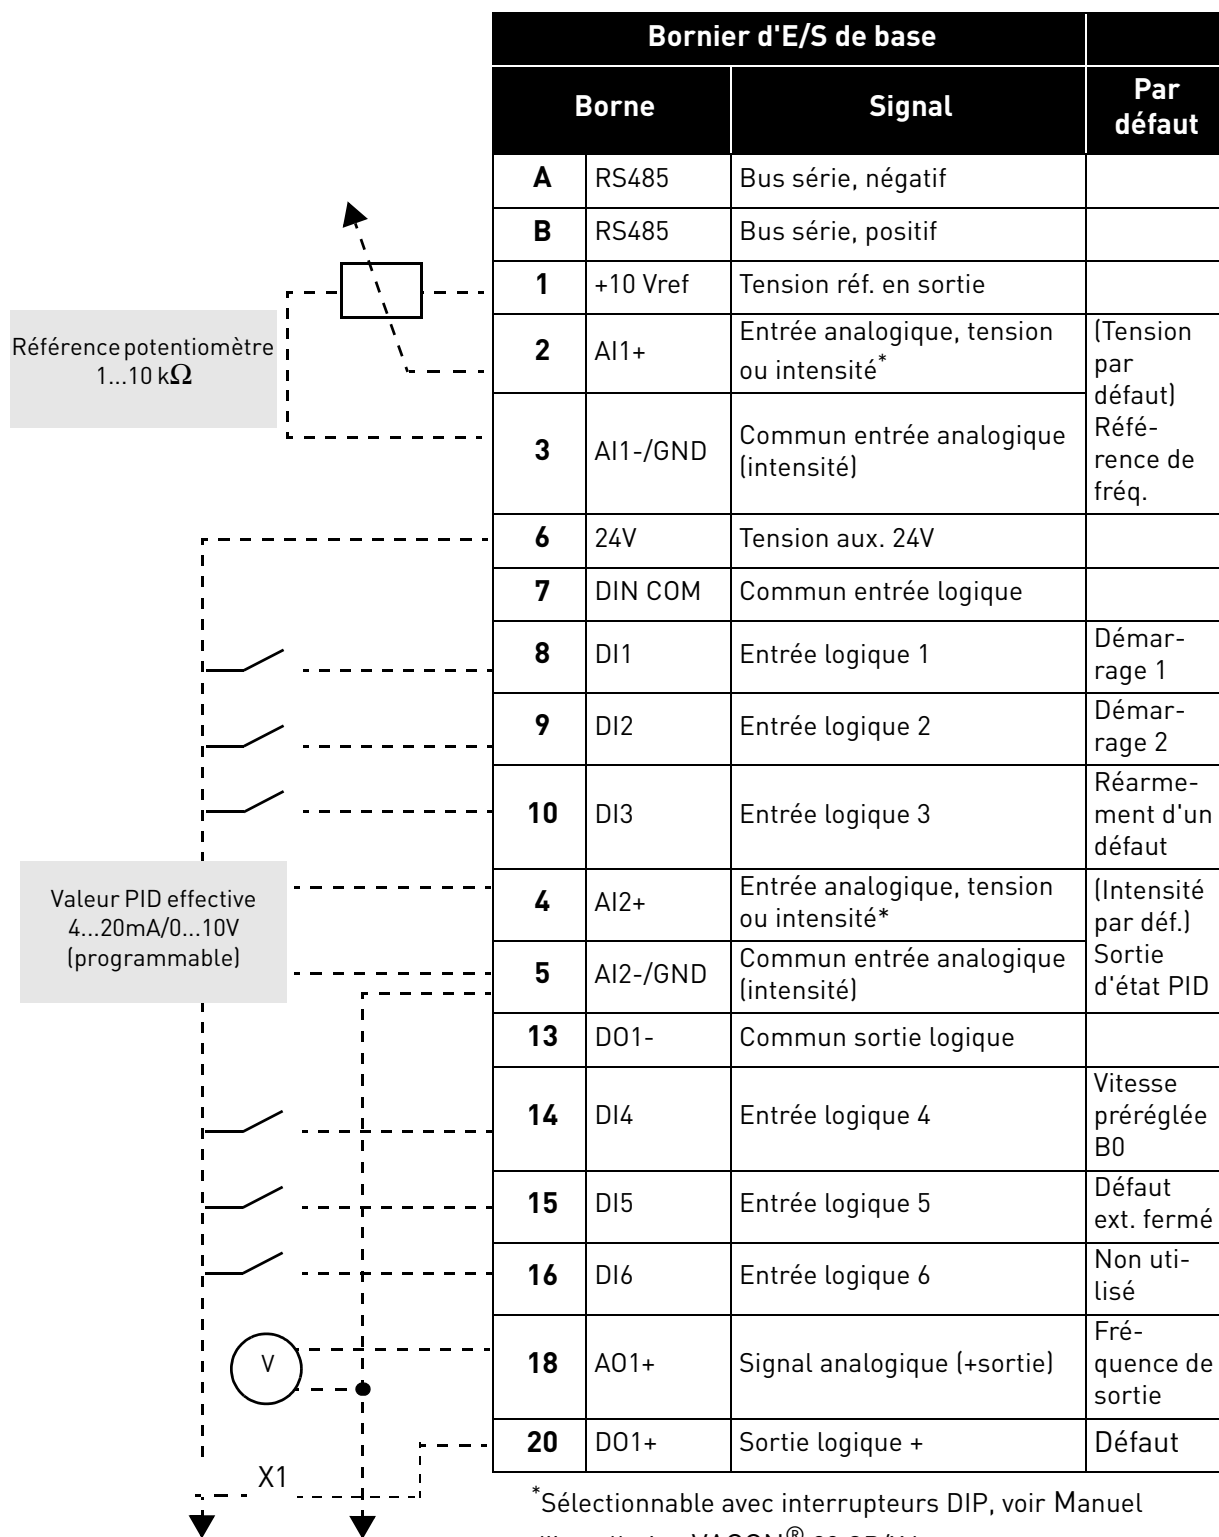 Bornier d'E/S de base
Borne Signal Par
défaut
A RS485 Bus série, négatif
B RS485 Bus série, positif
1 +10 Vref Tension réf. en sortie
Référence potentiomètre
1...10 kΩ
2 AI1+ Entrée analogique, tension
ou intensité*
3 AI1-/GND Commun entrée analogique
(intensité)
(Tension
par
défaut)
Réfé-
rence de
fréq.
6 24V Tension aux. 24V
7 DIN COM Commun entrée logique
8 DI1 Entrée logique 1 Démar-
rage 1
9 DI2 Entrée logique 2 Démar-
rage 2
10 DI3 Entrée logique 3 Réarme-
ment d'un
défaut
Valeur PID effective
4...20mA/0...10V
(programmable)
4 AI2+ Entrée analogique, tension
ou intensité*
5 AI2-/GND Commun entrée analogique
(intensité)
(Intensité
par déf.)
Sortie
d'état PID
13 DO1- Commun sortie logique
14 DI4 Entrée logique 4 Vitesse
préréglée
B0
15 DI5 Entrée logique 5 Défaut
ext. fermé
16 DI6 Entrée logique 6 Non uti-
lisé
V
18 AO1+ Signal analogique (+sortie) Fré-
quence de
sortie
20 DO1+ Sortie logique + Défaut
X1
*Sélectionnable avec interrupteurs DIP, voir Manuel
VACON®